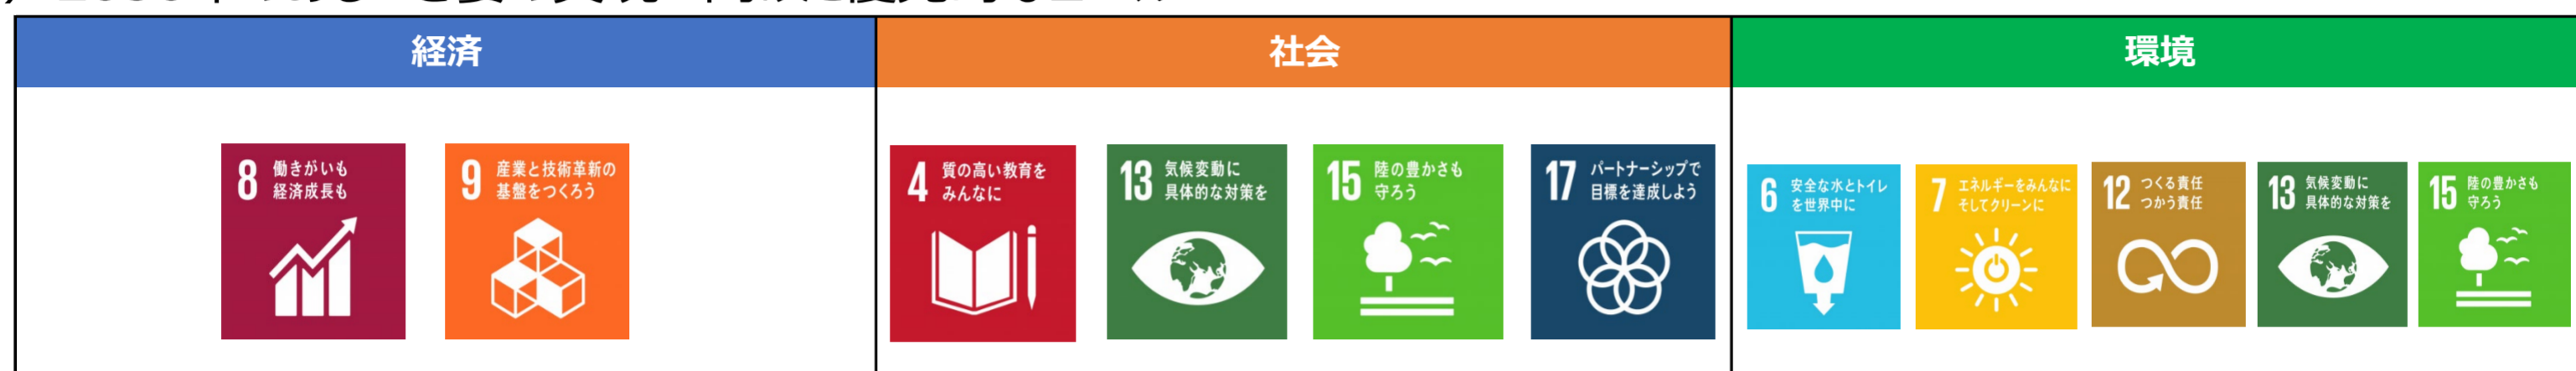 経済
社会
環境
8 働きがいも
経済成長も
9 産業と技術革新の
基盤をつくろう
4 質の高い教育を
みんなに
13 気候変動に
具体的な対策を
15 陸の豊かさも
守ろう
17 パートナーシップで
目標を達成しよう
6 安全な水とトイレ
を世界中に
7 エネルギーをみんなに
そしてクリーンに
12 つくる責任
つかう責任
13 気候変動に
具体的な対策を
15 陸の豊かさも
守ろう